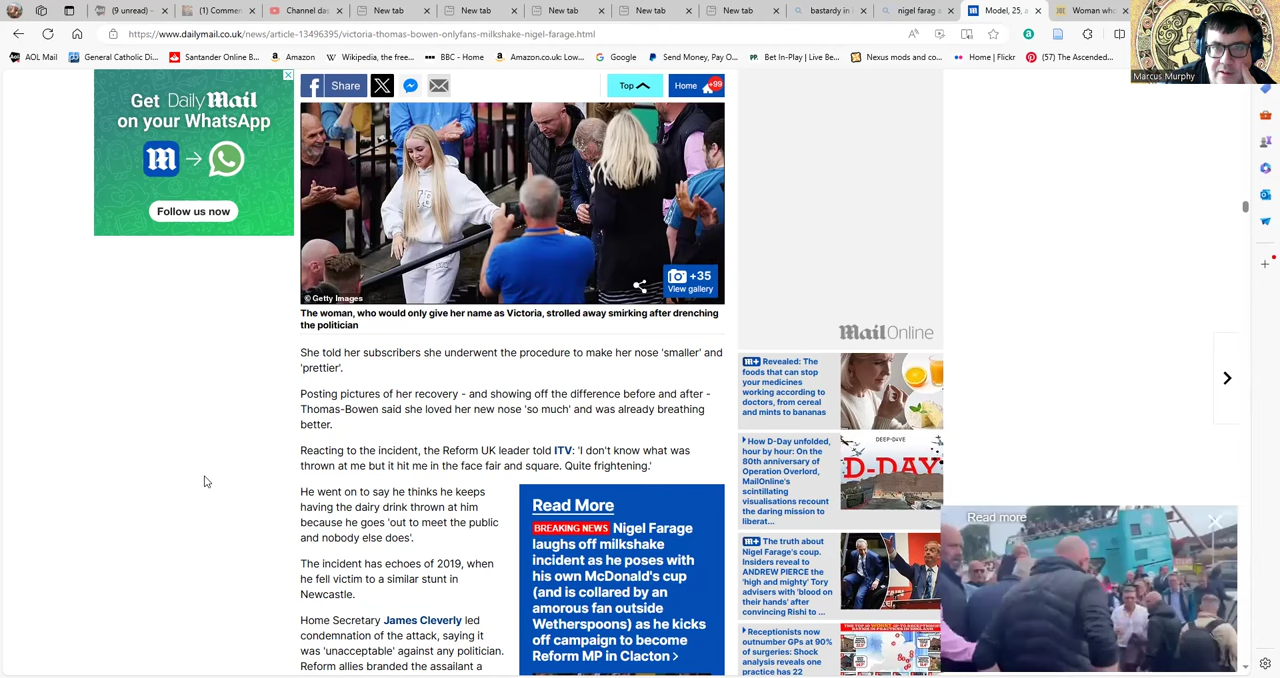 (9 unread) -
(1) Commen
Channel das
New tab
New tab
New tab
New tab
New tab
bastardy in
nigel farag
Model, 25, a
Woman who
https://www.dailymail.co.uk/news/article-13496395/victoria-thomas-bowen-onlyfans-milkshake-nigel-farage.html
AOL Mail
General Catholic Di...
Santander Online B...
Amazon
Wikipedia, the free...
BBC - Home
Amazon.co.uk: Low...
Google
Send Money, Pay O...
Bet In-Play | Live Be...
Nexus mods and co...
Home | Flickr
(57) The Ascended...
Marcus Murphy
Get Daily Mail
on your WhatsApp
Follow us now
Share
Top
Home
+99
© Getty Images
+35
View gallery
The woman, who would only give her name as Victoria, strolled away smirking after drenching
the politician
She told her subscribers she underwent the procedure to make her nose 'smaller' and
'prettier'.
Posting pictures of her recovery - and showing off the difference before and after -
Thomas-Bowen said she loved her new nose 'so much' and was already breathing
better.
Reacting to the incident, the Reform UK leader told ITV: 'I don't know what was
thrown at me but it hit me in the face fair and square. Quite frightening.'
He went on to say he thinks he keeps
having the dairy drink thrown at him
because he goes 'out to meet the public
and nobody else does'.
The incident has echoes of 2019, when
he fell victim to a similar stunt in
Newcastle.
Home Secretary James Cleverly led
condemnation of the attack, saying it
was 'unacceptable' against any politician.
Reform allies branded the assailant a
Read More
BREAKING NEWS Nigel Farage
laughs off milkshake
incident as he poses with
his own McDonald's cup
(and is collared by an
amorous fan outside
Wetherspoons) as he kicks
off campaign to become
Reform MP in Clacton >
Mail Online
m+ Revealed: The
foods that can stop
your medicines
working according to
doctors, from cereal
and mints to bananas
How D-Day unfolded,
hour by hour: On the
80th anniversary of
Operation Overlord,
MailOnline's
scintillating
visualisations recount
the daring mission to
liberat...
DEEP-DIVE
D-DAY
m+ The truth about
Nigel Farage's coup.
Insiders reveal to
ANDREW PIERCE the
'high and mighty' Tory
advisers with 'blood on
their hands' after
convincing Rishi to ...
Receptionists now
outnumber GPs at 90%
of surgeries: Shock
analysis reveals one
practice has 22
Read more